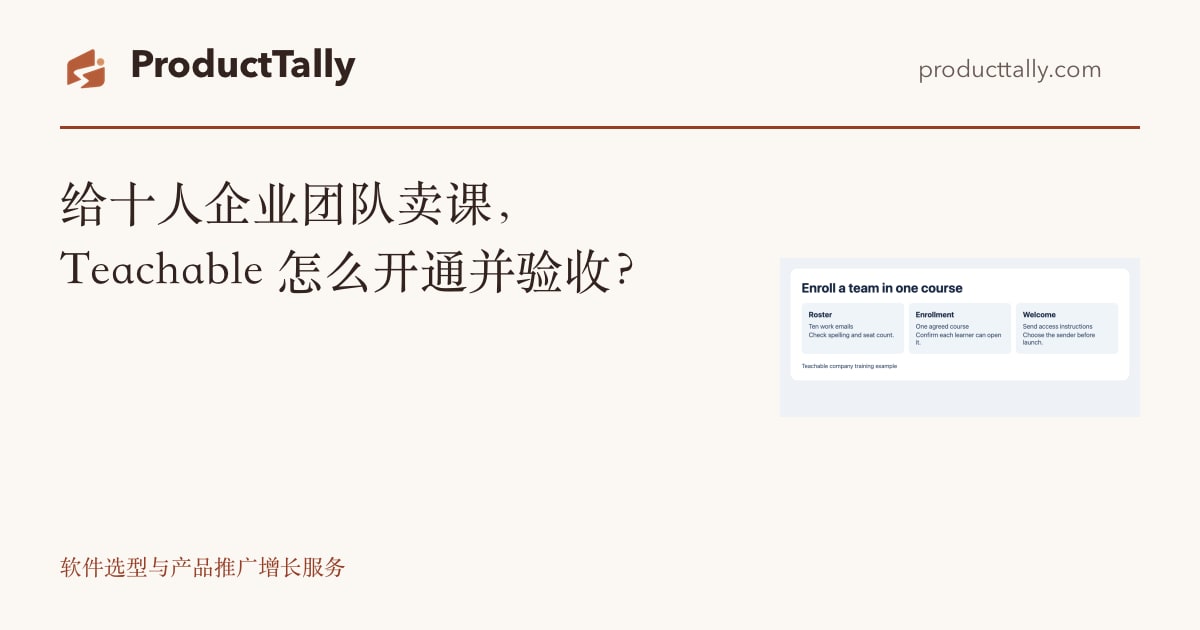 ProductTally
producttally.com
给十人企业团队卖课，
Teachable 怎么开通并验收？
Enroll a team in one course
Roster
Ten work emails
Check spelling and seat count.
Enrollment
One agreed course
Confirm each learner can open
it.
Welcome
Send access instructions
Choose the sender before
launch.
Teachable company training example
软件选型与产品推广增长服务